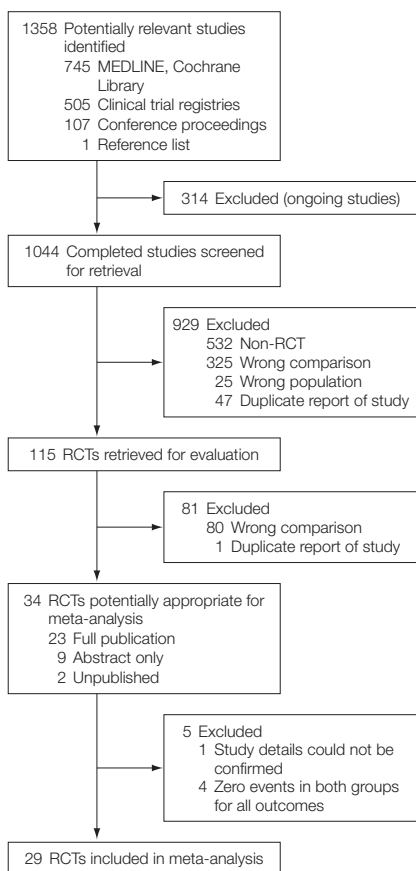 1358 Potentially relevant studies
identified
745 MEDLINE, Cochrane
Library
505 Clinical trial registries
107 Conference proceedings
1 Reference list
314 Excluded (ongoing studies)
1044 Completed studies screened
for retrieval
929 Excluded
532 Non-RCT
325 Wrong comparison
25 Wrong population
47 Duplicate report of study
115 RCTs retrieved for evaluation
81 Excluded
80 Wrong comparison
1 Duplicate report of study
34 RCTs potentially appropriate for
meta-analysis
23 Full publication
9 Abstract only
2 Unpublished
5 Excluded
1 Study details could not be
confirmed
4 Zero events in both groups
for all outcomes
29 RCTs included in meta-analysis